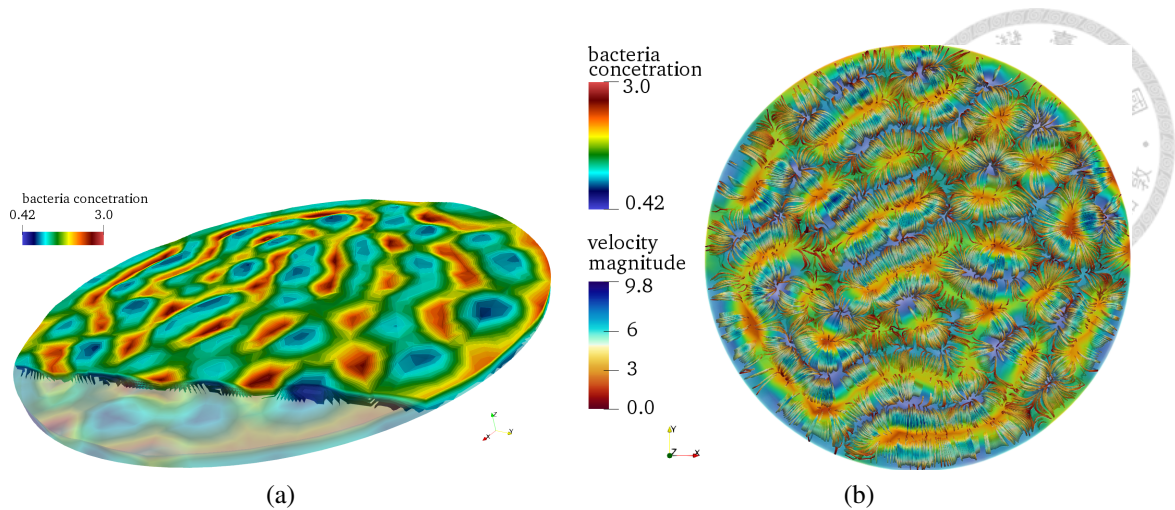 bacteria concetration
0.42 3.0
Z
X Y
(a)
bacteria
concetration
3.0
0.42
velocity
magnitude
9.8
6
3
0.0
Y
Z X
(b)
國